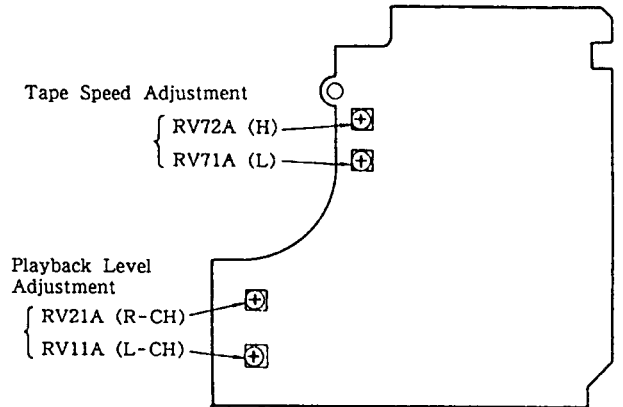 Tape Speed Adjustment
RV72A (H)
RV71A (L)
Playback Level
Adjustment
RV21A (R-CH)
RV11A (L-CH)